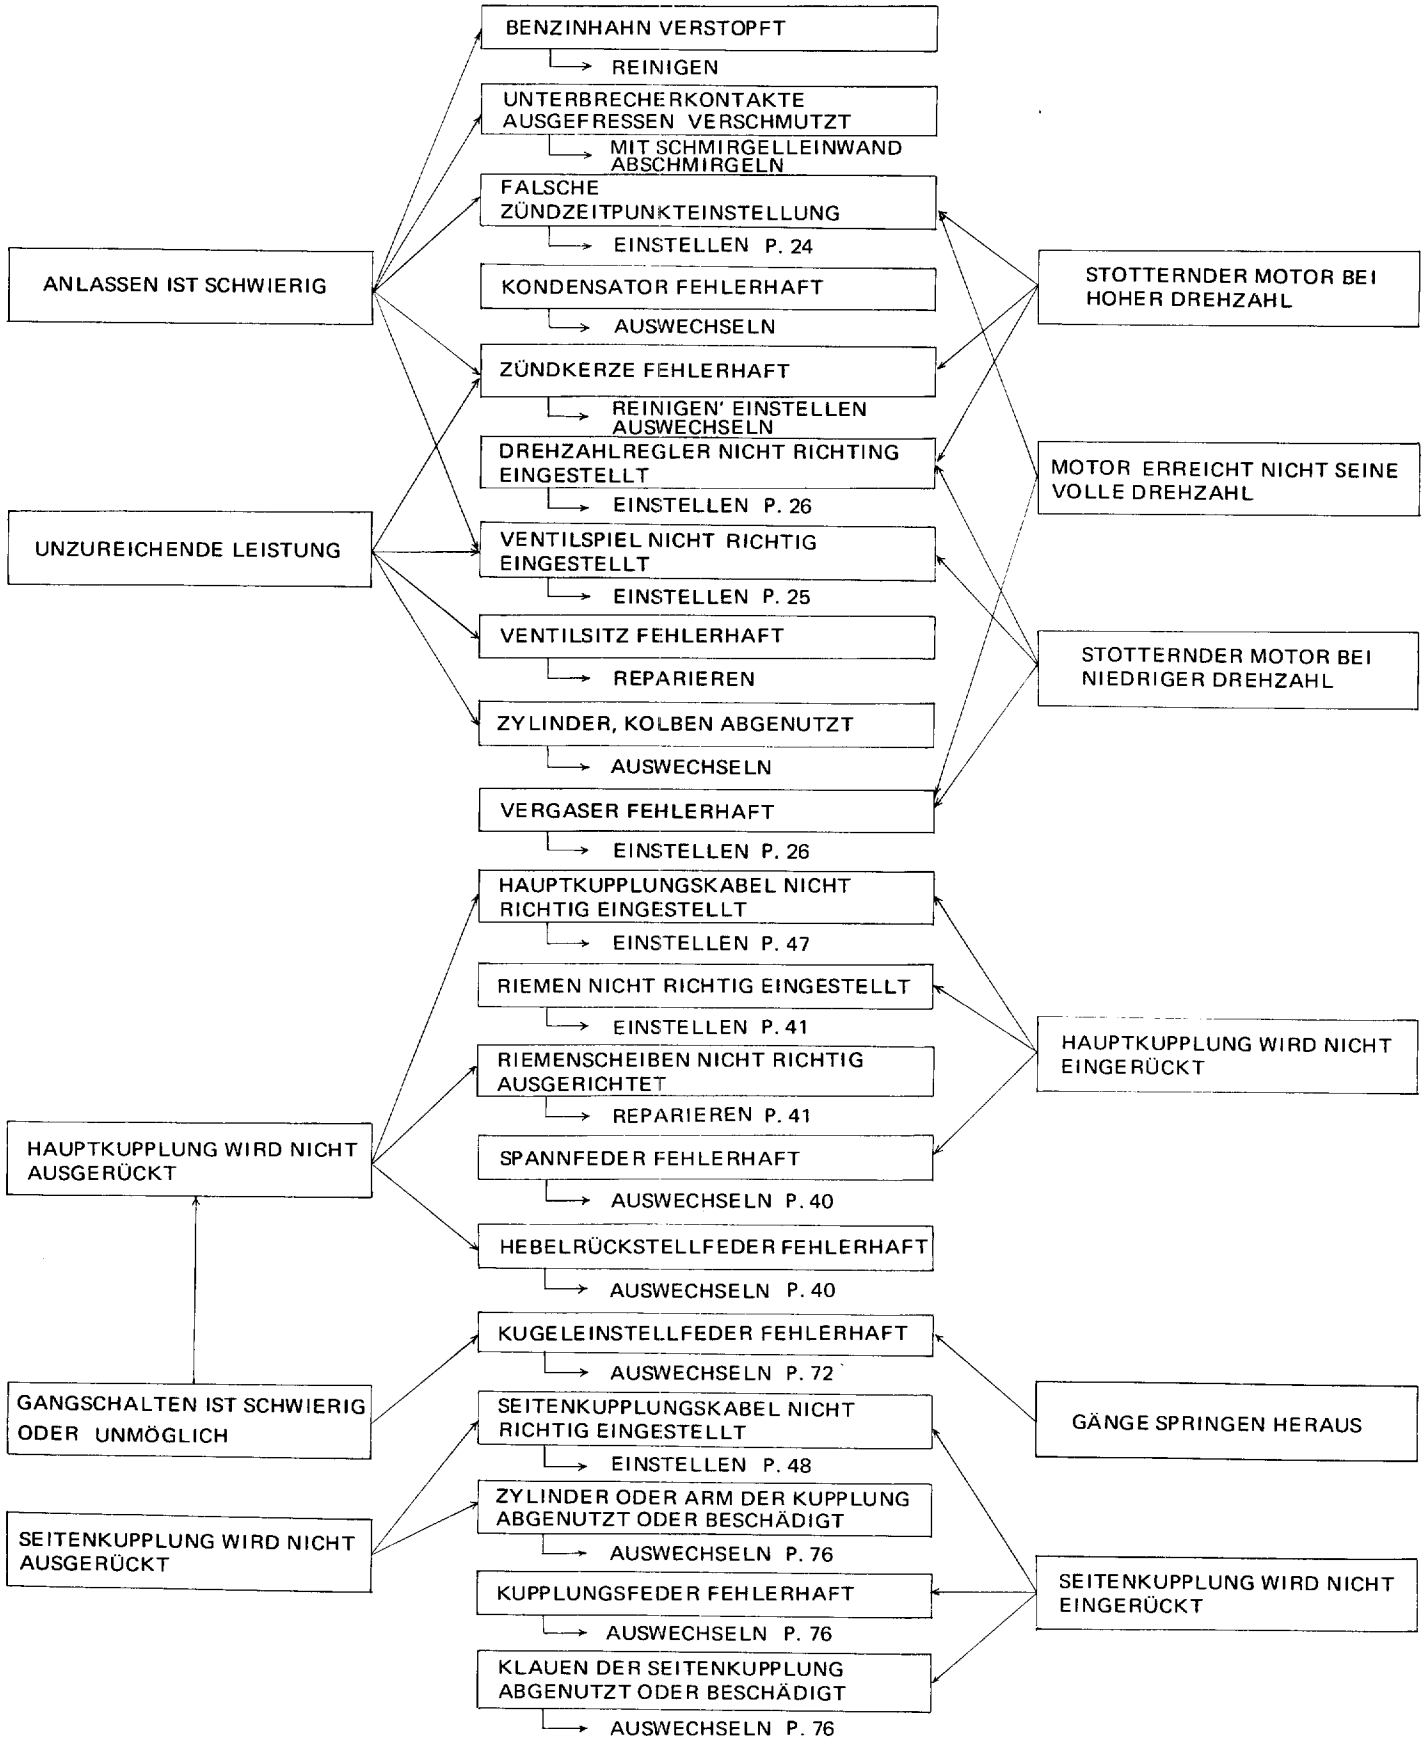 BENZINHAHN VERSTOPFT
REINIGEN
UNTERBRECHERKONTAKTE
AUSGEFRESSEN VERSCHMUTZT
MIT SCHMIRGELLEINWAND
ABSCHMIRGELN
FALSCHE
ZÜNDZEITPUNKTEINSTELLUNG
EINSTELLEN P. 24
ANLASSEN IST SCHWIERIG
KONDENSATOR FEHLERHAFT
AUSWECHSELN
STOTTERNDER MOTOR BEI
HOHER DREHZAHL
ZÜNDKERZE FEHLERHAFT
REINIGEN' EINSTELLEN
AUSWECHSELN
DREHZAHLREGLER NICHT RICHTING
EINGESTELLT
EINSTELLEN P. 26
MOTOR ERREICHT NICHT SEINE
VOLLE DREHZAHL
UNZUREICHENDE LEISTUNG
VENTILSPIEL NICHT RICHTIG
EINGESTELLT
EINSTELLEN P. 25
VENTILSITZ FEHLERHAFT
REPARIEREN
STOTTERNDER MOTOR BEI
NIEDRIGER DREHZAHL
ZYLINDER, KOLBEN ABGENUTZT
AUSWECHSELN
VERGASER FEHLERHAFT
EINSTELLEN P. 26
HAUPTKUPPLUNGSKABEL NICHT
RICHTIG EINGESTELLT
EINSTELLEN P. 47
RIEMEN NICHT RICHTIG EINGESTELLT
EINSTELLEN P. 41
HAUPTKUPPLUNG WIRD NICHT
EINGERÜCKT
RIEMENSCHEIBEN NICHT RICHTIG
AUSGERICHTET
REPARIEREN P. 41
HAUPTKUPPLUNG WIRD NICHT
AUSGERÜCKT
SPANNFEDER FEHLERHAFT
AUSWECHSELN P. 40
HEBELRÜCKSTELLFEDER FEHLERHAFT
AUSWECHSELN P. 40
KUGELEINSTELLFEDER FEHLERHAFT
AUSWECHSELN P. 72
GANGSCHALTEN IST SCHWIERIG
ODER UNMÖGLICH
SEITENKUPPLUNGSKABEL NICHT
RICHTIG EINGESTELLT
EINSTELLEN P. 48
GÄNGE SPRINGEN HERAUS
ZYLINDER ODER ARM DER KUPPLUNG
ABGENUTZT ODER BESCHÄDIGT
AUSWECHSELN P. 76
SEITENKUPPLUNG WIRD NICHT
AUSGERÜCKT
KUPPLUNGSFEDER FEHLERHAFT
AUSWECHSELN P. 76
SEITENKUPPLUNG WIRD NICHT
EINGERÜCKT
KLAUEN DER SEITENKUPPLUNG
ABGENUTZT ODER BESCHÄDIGT
AUSWECHSELN P. 76